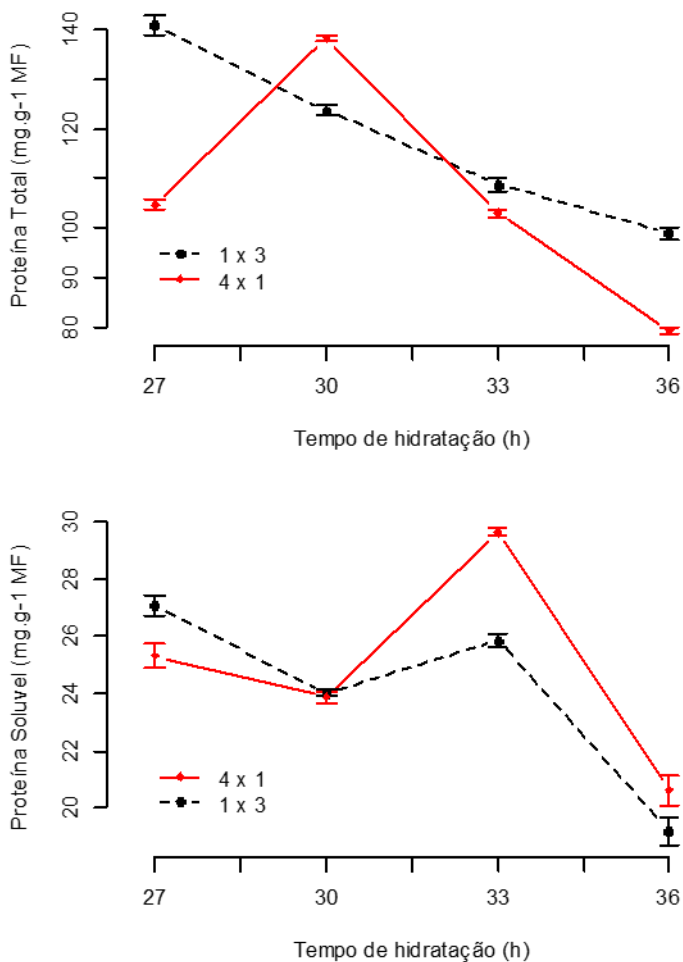 Proteína Total (mg.g-1 MF)
140
120
100
90
80
1 x 3
4 x 1
27 30 33 36
Tempo de hidratação (h)
Proteína Soluvel (mg.g-1 MF)
30
28
26
24
22
20
4 x 1
1 x 3
27 30 33 36
Tempo de hidratação (h)